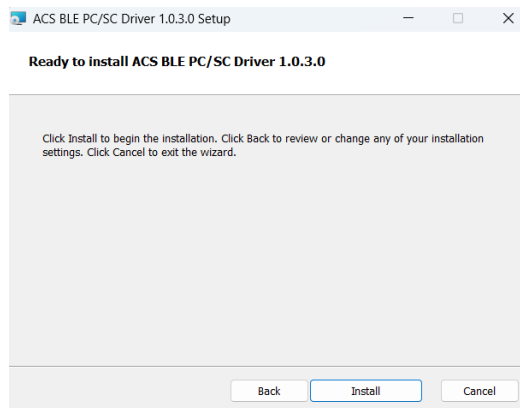 ACS BLE PC/SC Driver 1.0.3.0 Setup
Ready to install ACS BLE PC/SC Driver 1.0.3.0
Click Install to begin the installation. Click Back to review or change any of your installation
settings. Click Cancel to exit the wizard.
Back Install Cancel